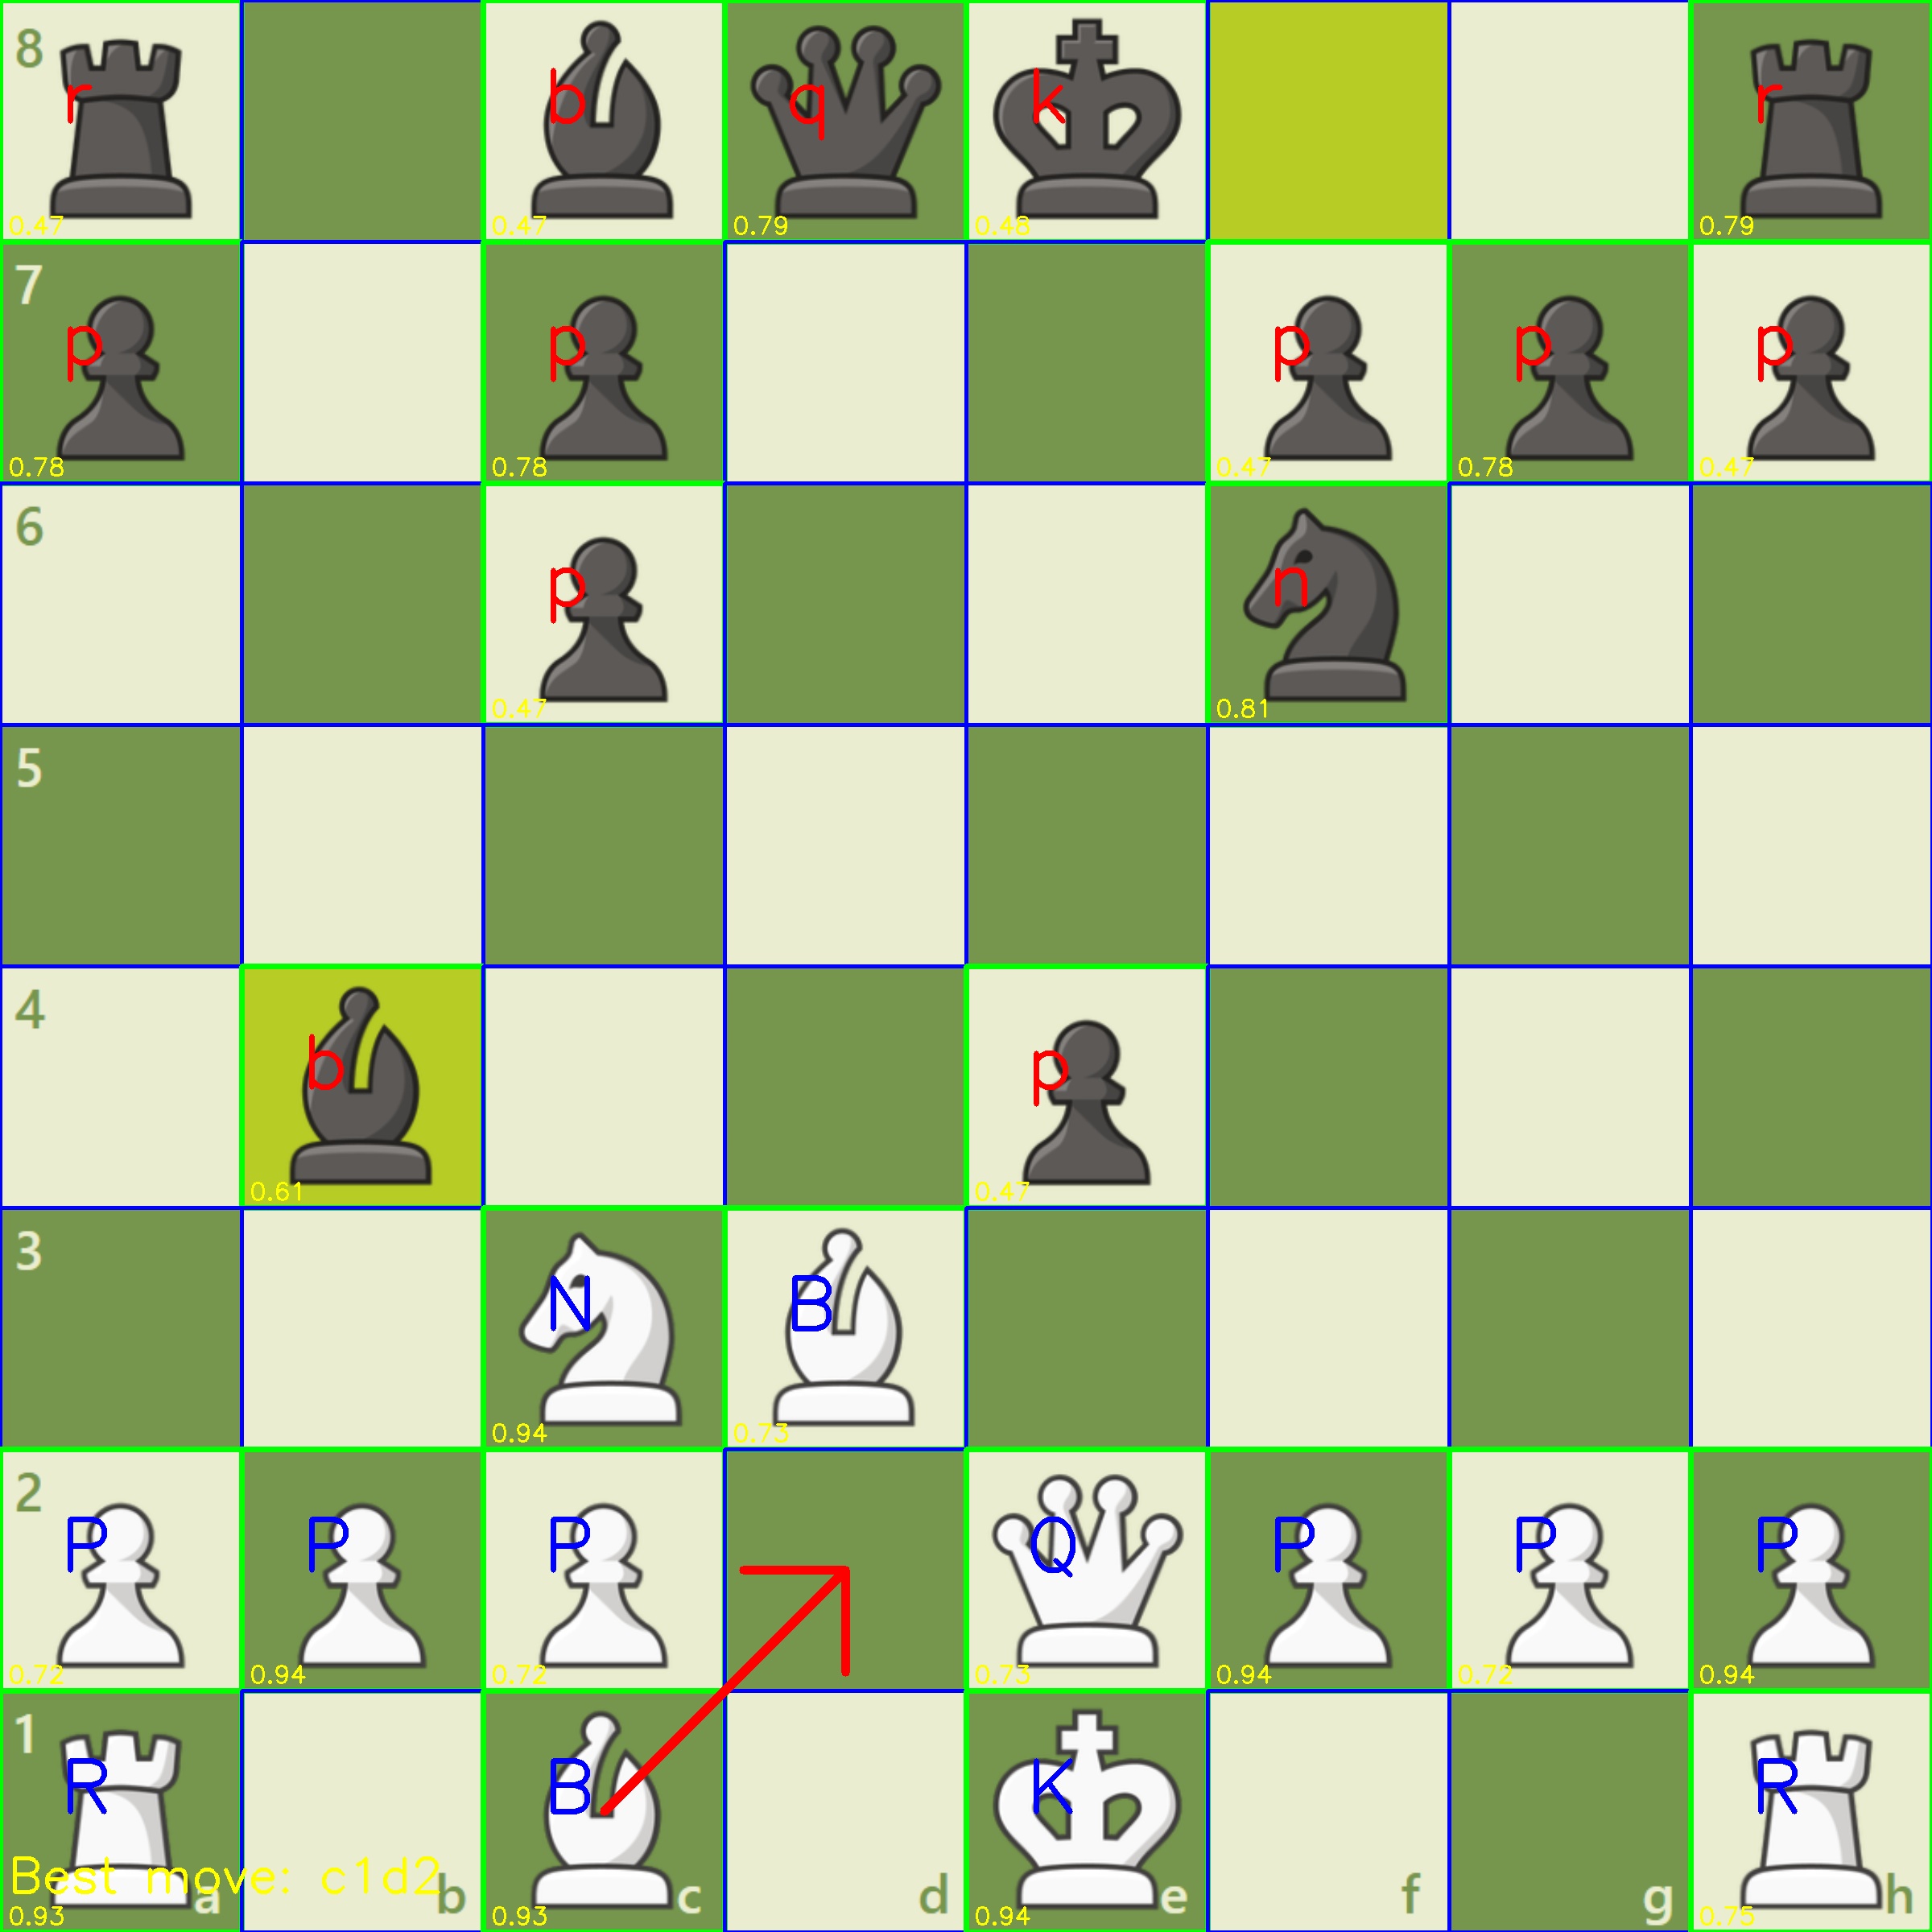 8 r b q k r
0.47 0.47 0.79 0.48 0.79
7 p p p p p
0.78 0.78 0.47 0.78 0.47
6 p n
0.47 0.81
5
4 b p
0.61 0.47
3 N B
0.94 0.73
2 P P P Q P P P
0.72 0.94 0.72 0.73 0.94 0.72 0.94
1 R B K R
Best move: c1d2
a b c d e f g h
0.93 0.93 0.94 0.75